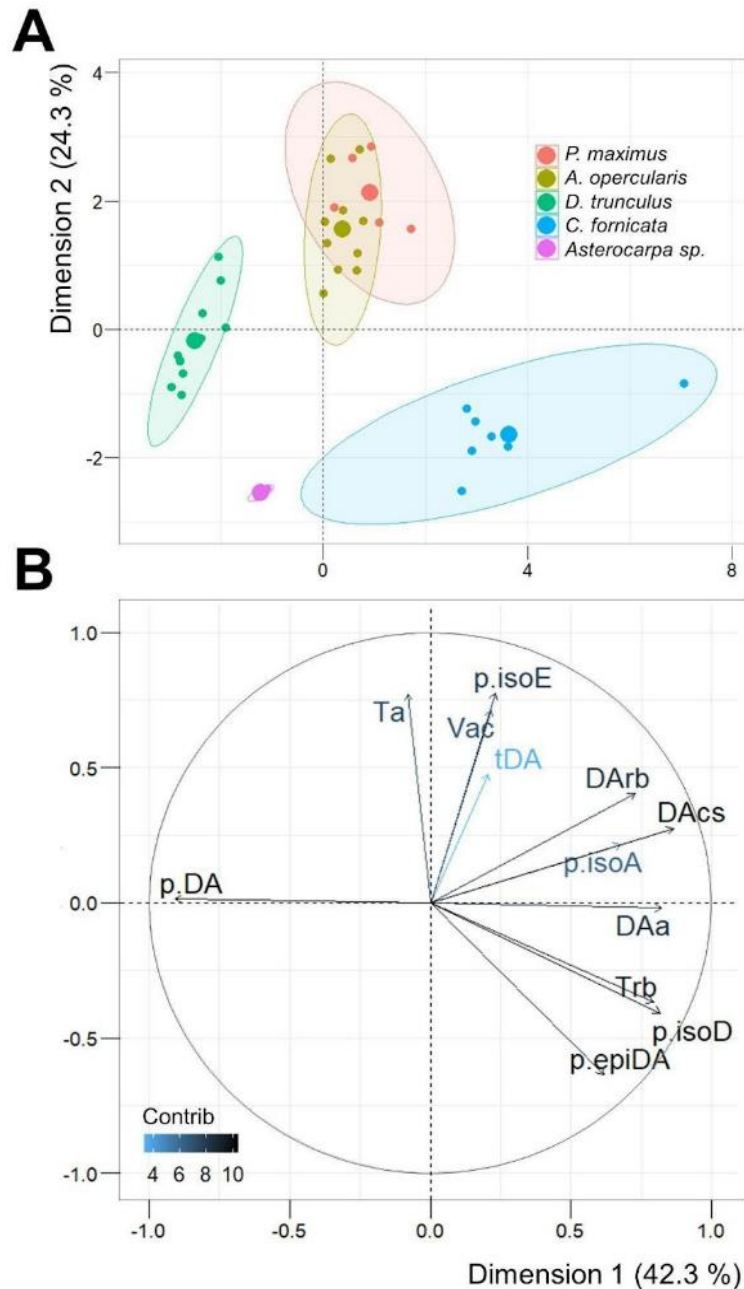 A
Dimension 2 (24.3 %)
4
2
0
-2
P. maximus
A. opercularis
D. trunculus
C. fornicata
Asterocarpa sp.
0
4
8
B
1.0
0.5
0.0
-0.5
-1.0
p.isoE
Ta
Vac
tDA
DArb
DAcs
p.isoA
p.DA
DAa
Trb
p.isoD
p.epiDA
Contrib
4 6 8 10
-1.0 -0.5 0.0 0.5 1.0
Dimension 1 (42.3 %)